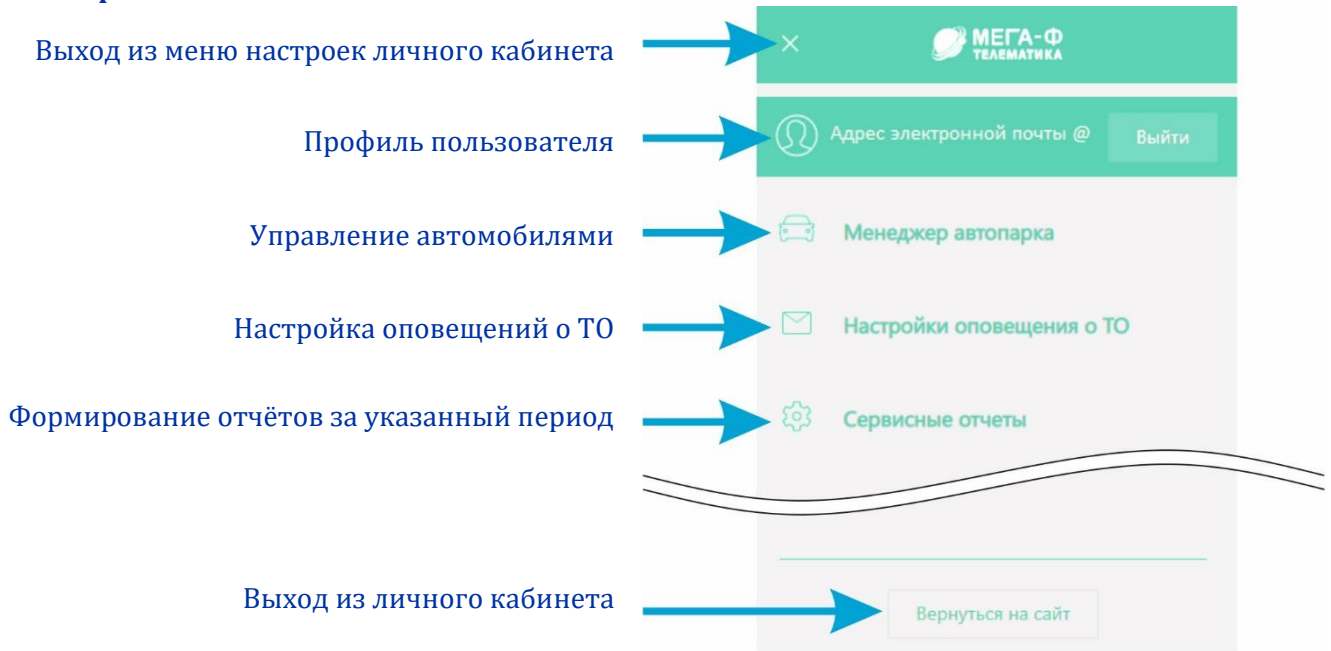 Выход из меню настроек личного кабинета
МЕГА-Ф
ТЕЛЕМАТИКА
Профиль пользователя
Адрес электронной почты @
Выйти
Управление автомобилями
Менеджер автопарка
Настройка оповещений о ТО
Настройки оповещения о ТО
Формирование отчётов за указанный период
Сервисные отчеты
Выход из личного кабинета
Вернуться на сайт